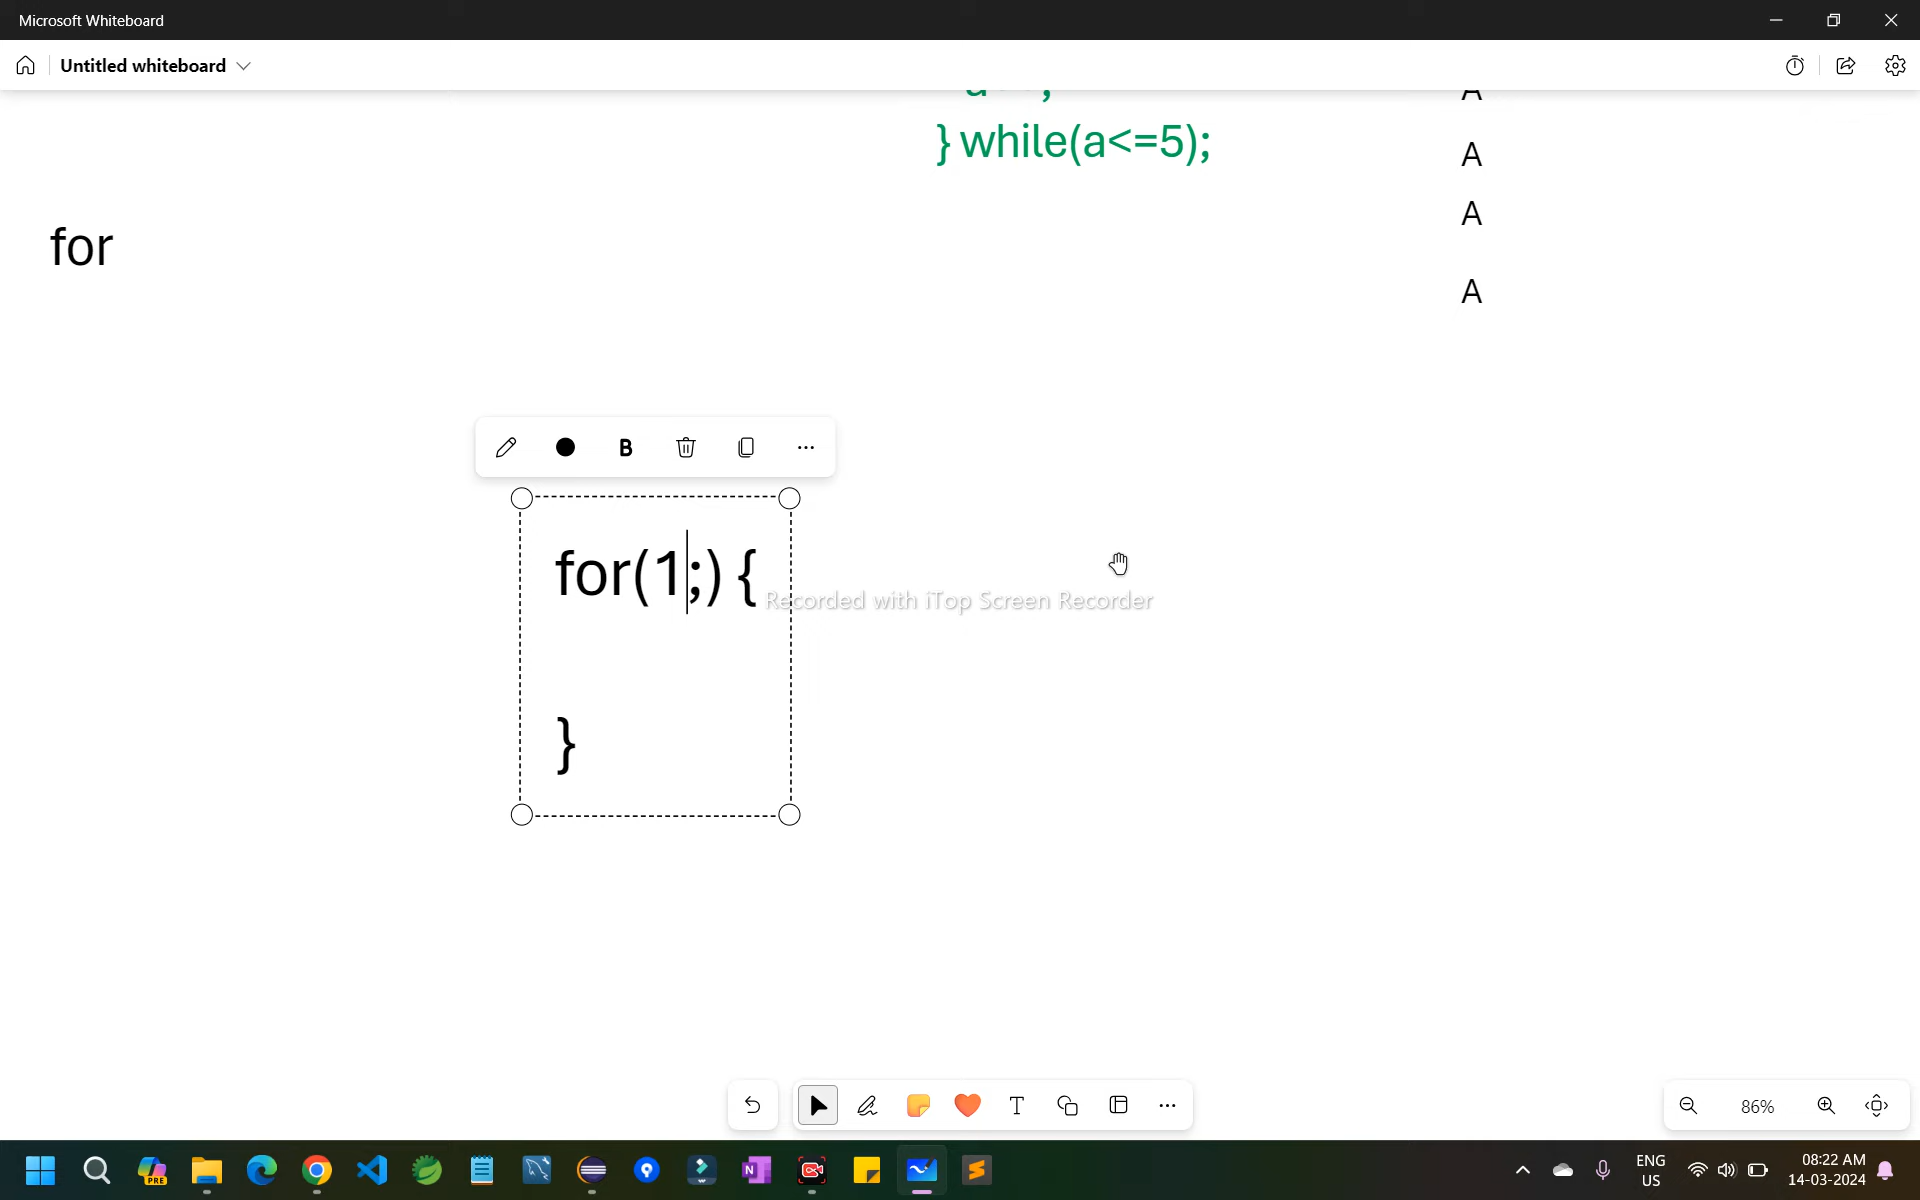 Microsoft Whiteboard
Untitled whiteboard
} while(a<=5);
A
A
A
A
for
B
for(1;) {
}
Recorded with iTop Screen Recorder
T
86%
PRE
N
ENG
US
08:22 AM
14-03-2024